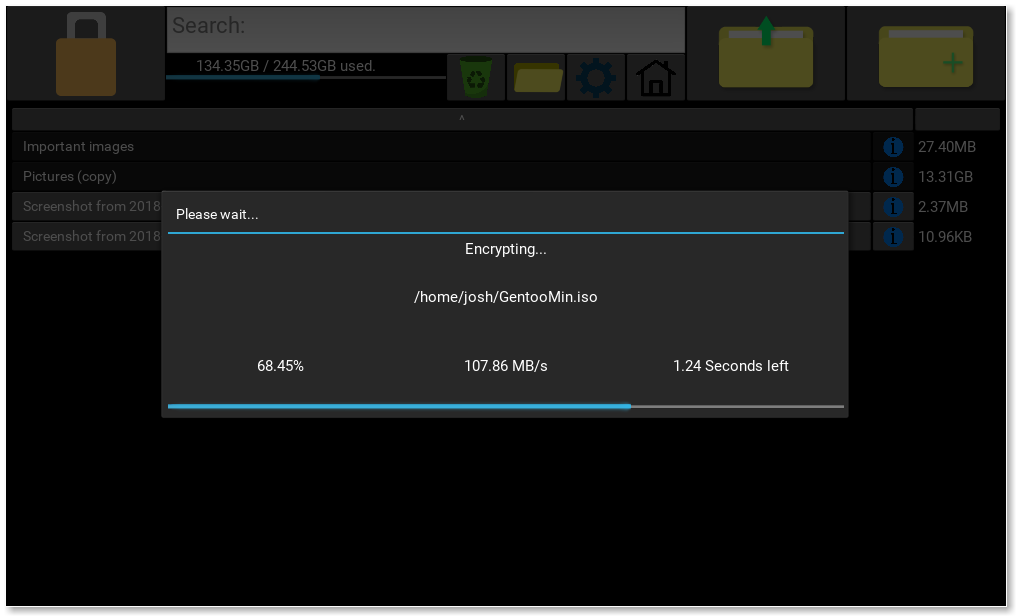 Search:
134.35GB / 244.53GB used.
^
Important images
27.40MB
Pictures (copy)
13.31GB
Screenshot from 2018
2.37MB
Screenshot from 2018
10.96KB
Please wait...
Encrypting...
/home/josh/GentooMin.iso
68.45% 107.86 MB/s 1.24 Seconds left